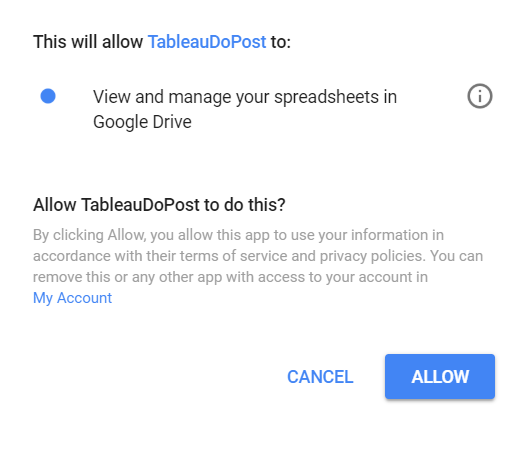 This will allow TableauDoPost to:
View and manage your spreadsheets in
Google Drive
Allow TableauDoPost to do this?
By clicking Allow, you allow this app to use your information in
accordance with their terms of service and privacy policies. You can
remove this or any other app with access to your account in
My Account
CANCEL ALLOW